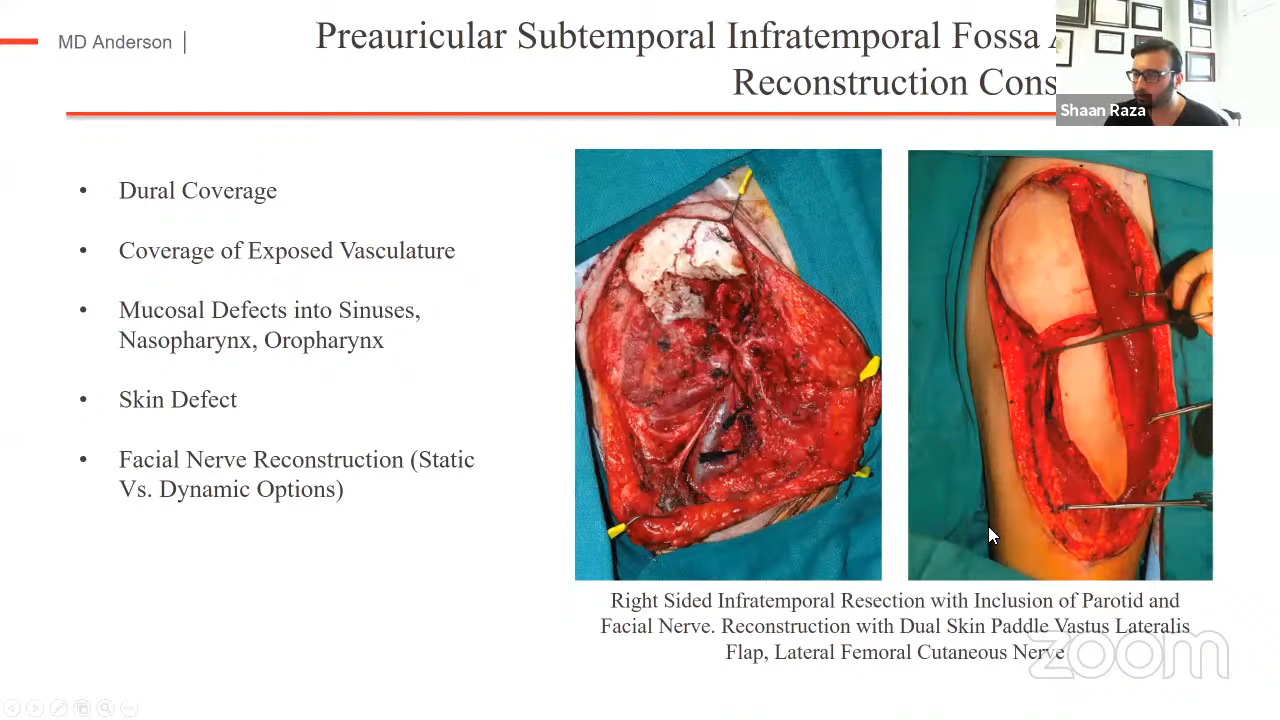 MD Anderson
Preauricular Subtemporal Infratemporal Fossa
Reconstruction
Shaan Raza
• Dural Coverage
• Coverage of Exposed Vasculature
• Mucosal Defects into Sinuses,
Nasopharynx, Oropharynx
• Skin Defect
• Facial Nerve Reconstruction (Static
Vs. Dynamic Options)
Right Sided Infratemporal Resection with Inclusion of Parotid and
Facial Nerve. Reconstruction with Dual Skin Paddle Vastus Lateralis
Flap, Lateral Femoral Cutaneous Nerve
zoom